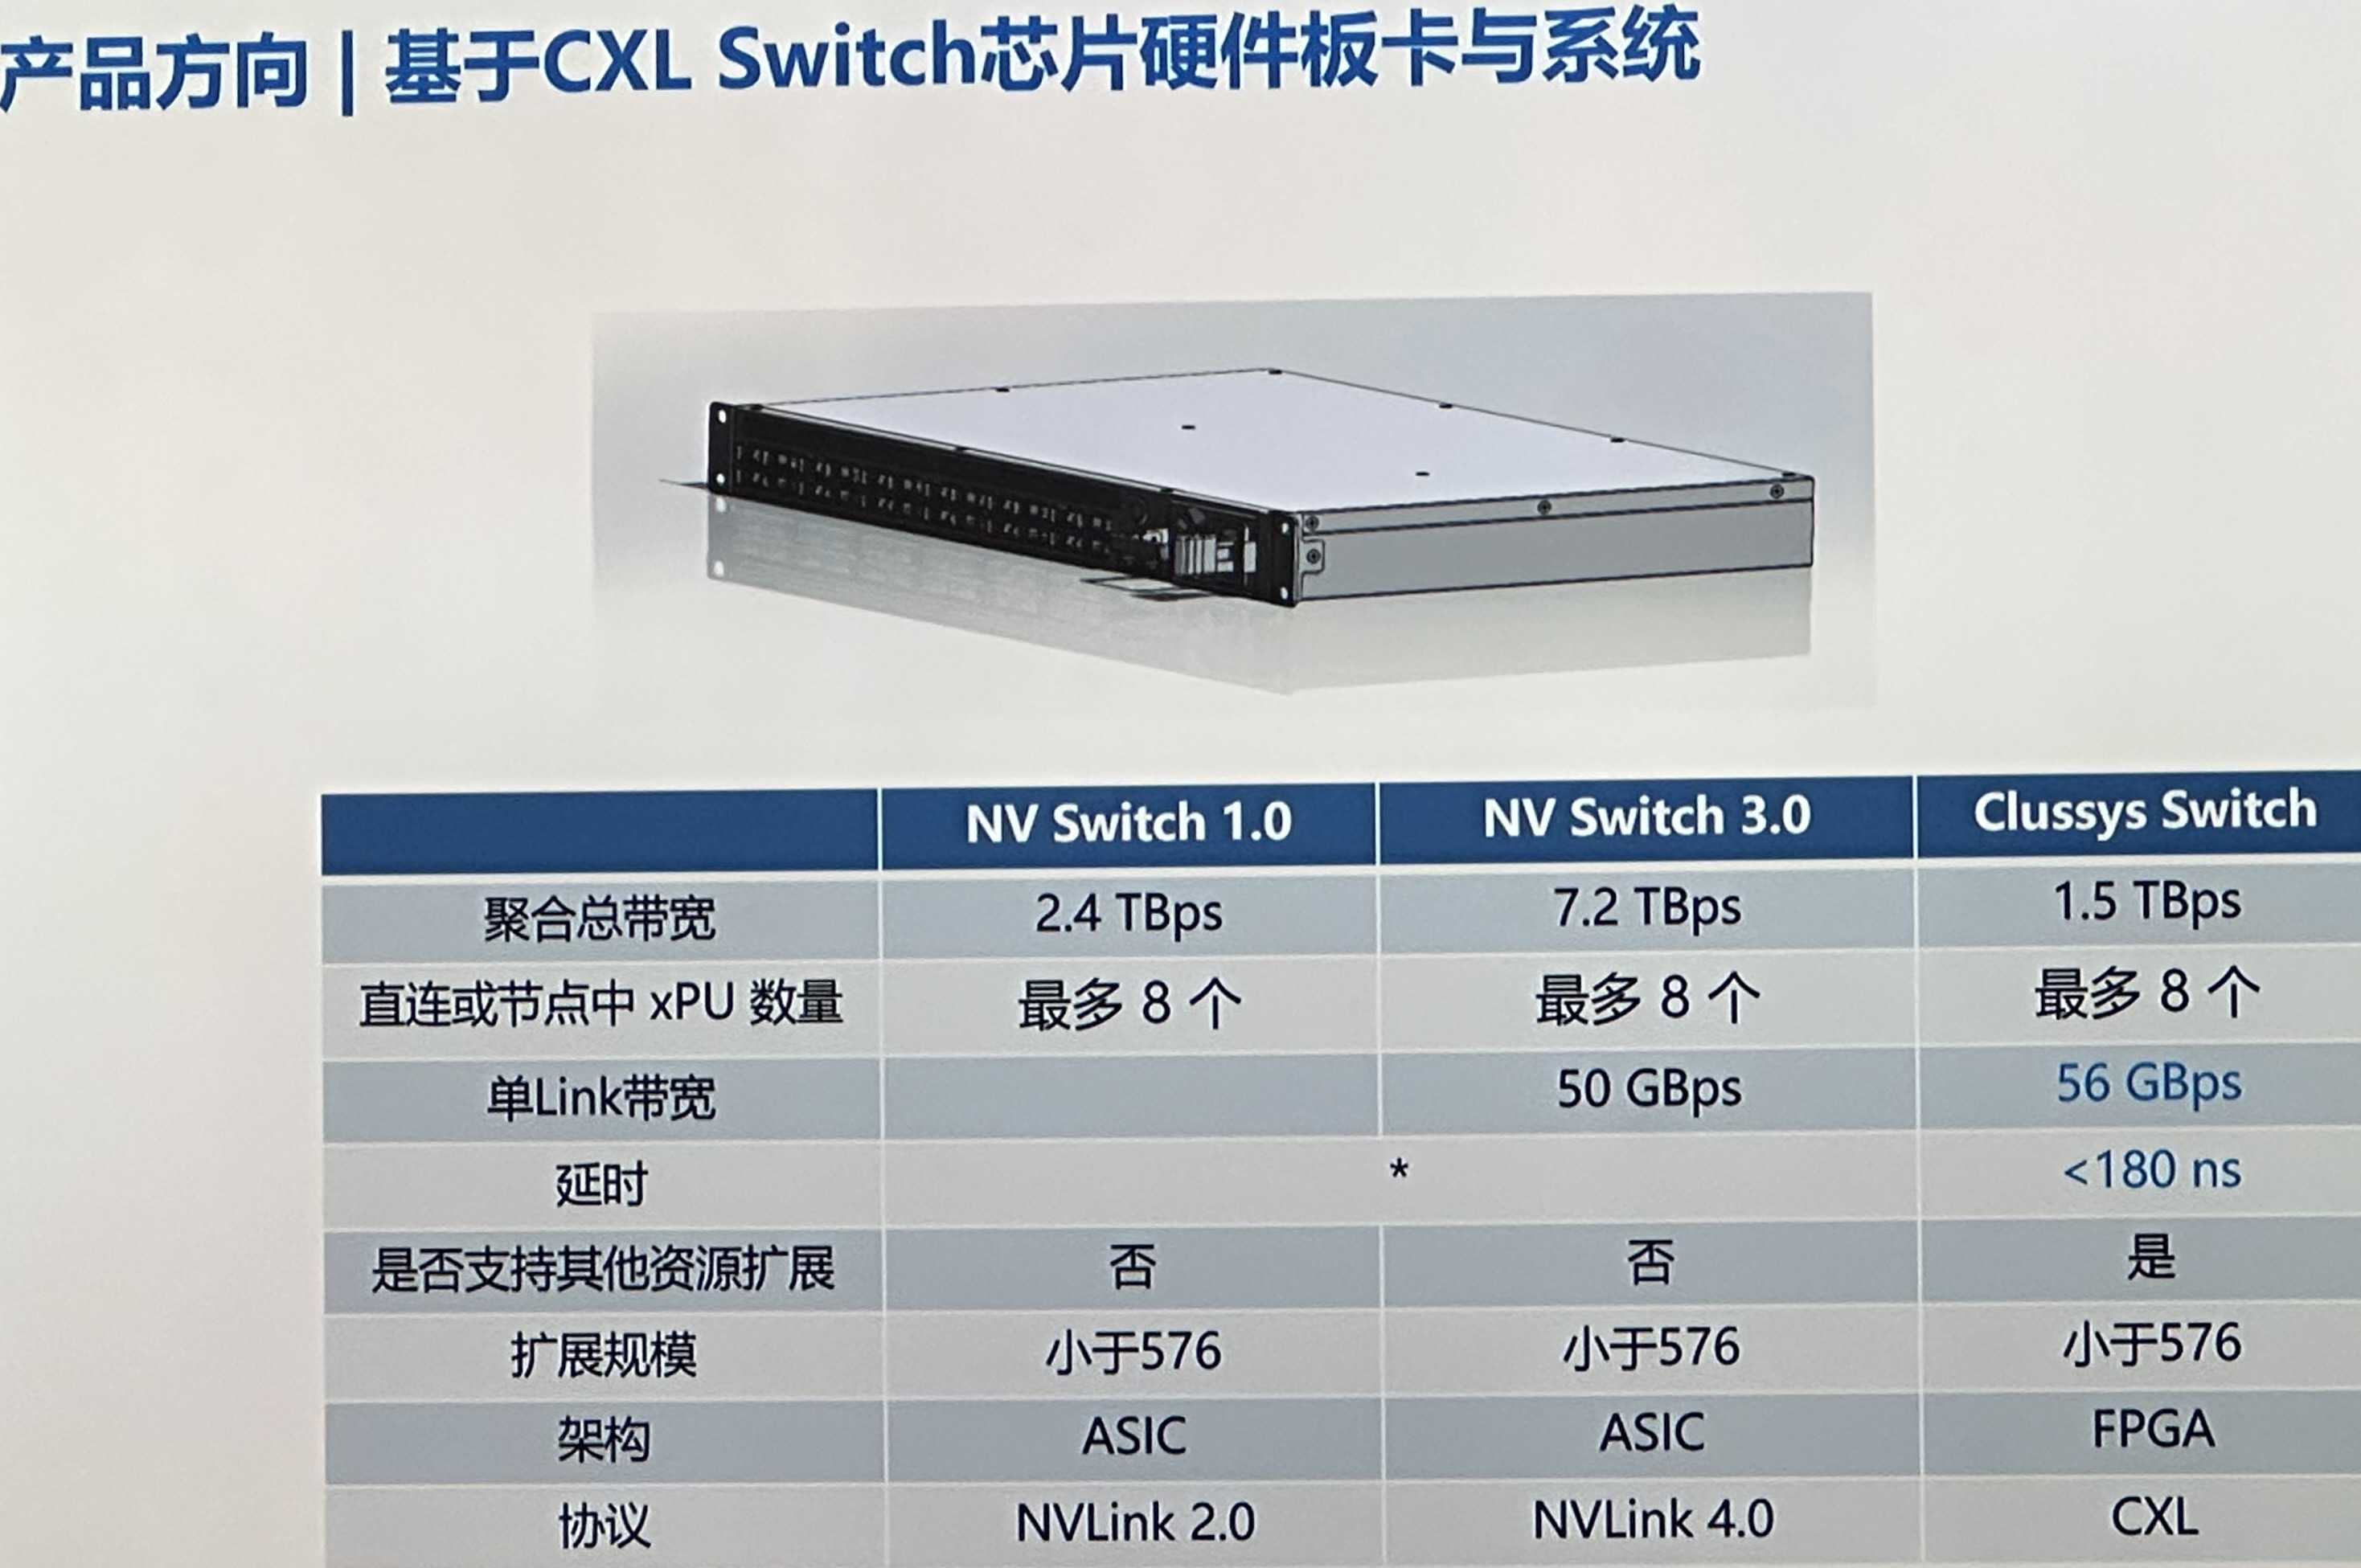 产品方向 | 基于CXL Switch芯片硬件板卡与系统
NV Switch 1.0 NV Switch 3.0 Clussys Switch
聚合总带宽 2.4 TBps 7.2 TBps 1.5 TBps
直连或节点中 xPU 数量 最多 8 个 最多 8 个 最多 8 个
单Link带宽 50 GBps 56 GBps
延时 * <180 ns
是否支持其他资源扩展 否 否 是
扩展规模 小于576 小于576 小于576
架构 ASIC ASIC FPGA
协议 NVLink 2.0 NVLink 4.0 CXL